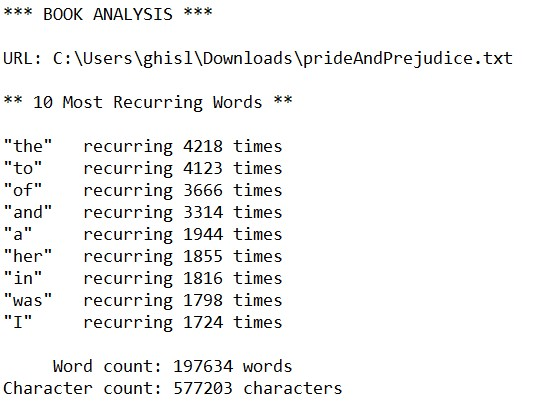 *** BOOK ANALYSIS ***
URL: C:\Users\ghisl\Downloads\prideAndPrejudice.txt
** 10 Most Recurring Words **
"the"   recurring 4218 times
"to"    recurring 4123 times
"of"    recurring 3666 times
"and"   recurring 3314 times
"a"     recurring 1944 times
"her"   recurring 1855 times
"in"    recurring 1816 times
"was"   recurring 1798 times
"I"     recurring 1724 times
     Word count: 197634 words
Character count: 577203 characters